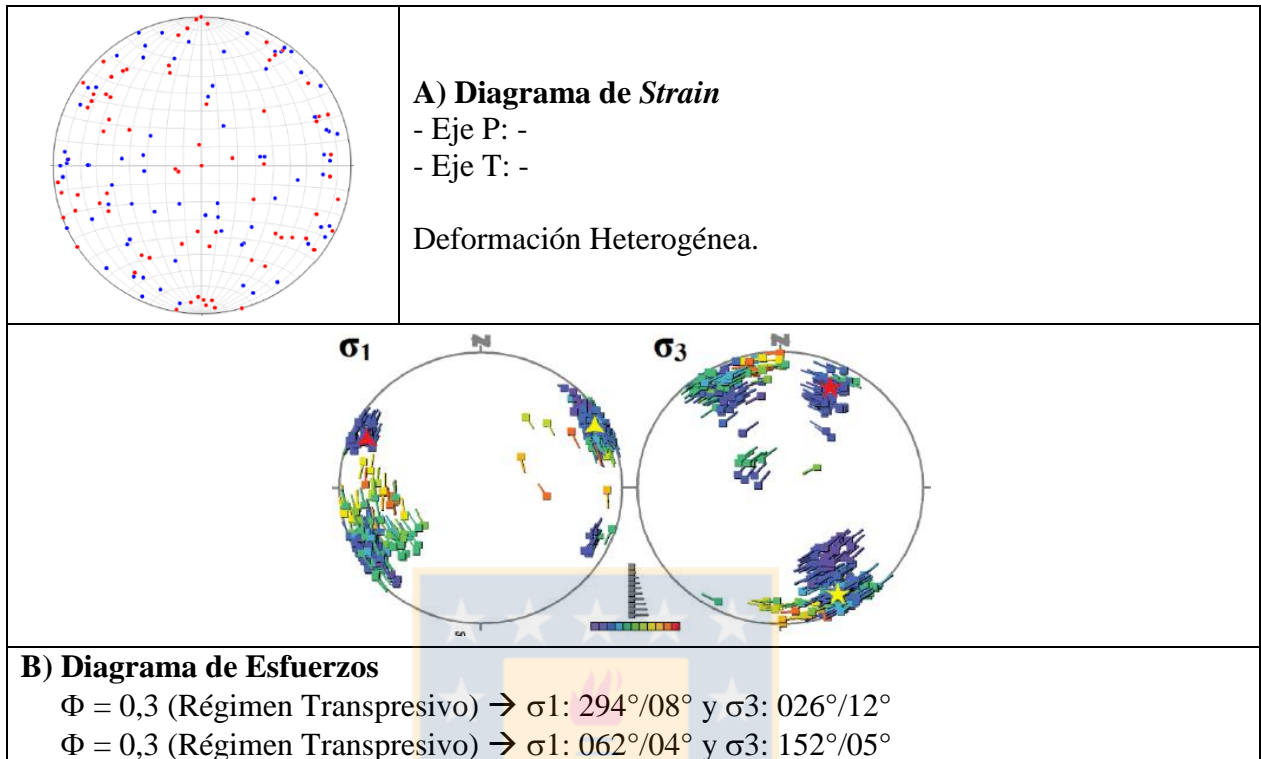 A) Diagrama de Strain
- Eje P: -
- Eje T: -
Deformación Heterogénea.
σ1
N
σ3
N
50
B) Diagrama de Esfuerzos
Φ = 0,3 (Régimen Transpresivo) → σ1: 294°/08° y σ3: 026°/12°
Φ = 0,3 (Régimen Transpresivo) → σ1: 062°/04° y σ3: 152°/05°